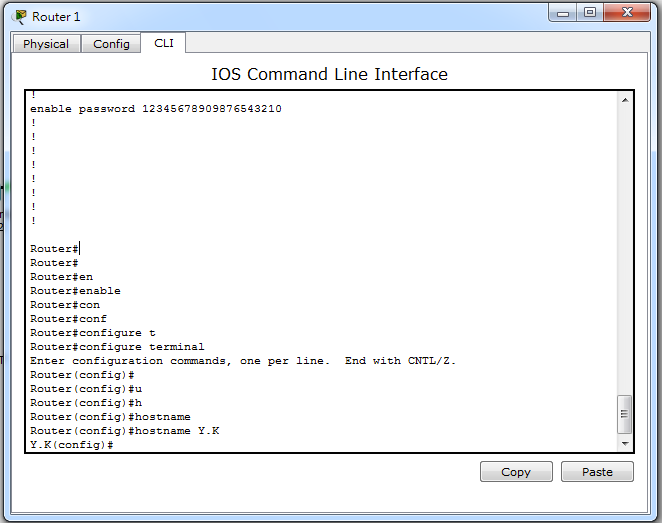 Router 1
Physical Config CLI
IOS Command Line Interface
!
enable password 12345678909876543210
!
!
!
!
!
!
!
!
Router#
Router#
Router#en
Router#enable
Router#con
Router#conf
Router#configure t
Router#configure terminal
Enter configuration commands, one per line.  End with CNTL/Z.
Router(config)#
Router(config)#u
Router(config)#h
Router(config)#hostname
Router(config)#hostname Y.K
Y.K(config)#
Copy Paste